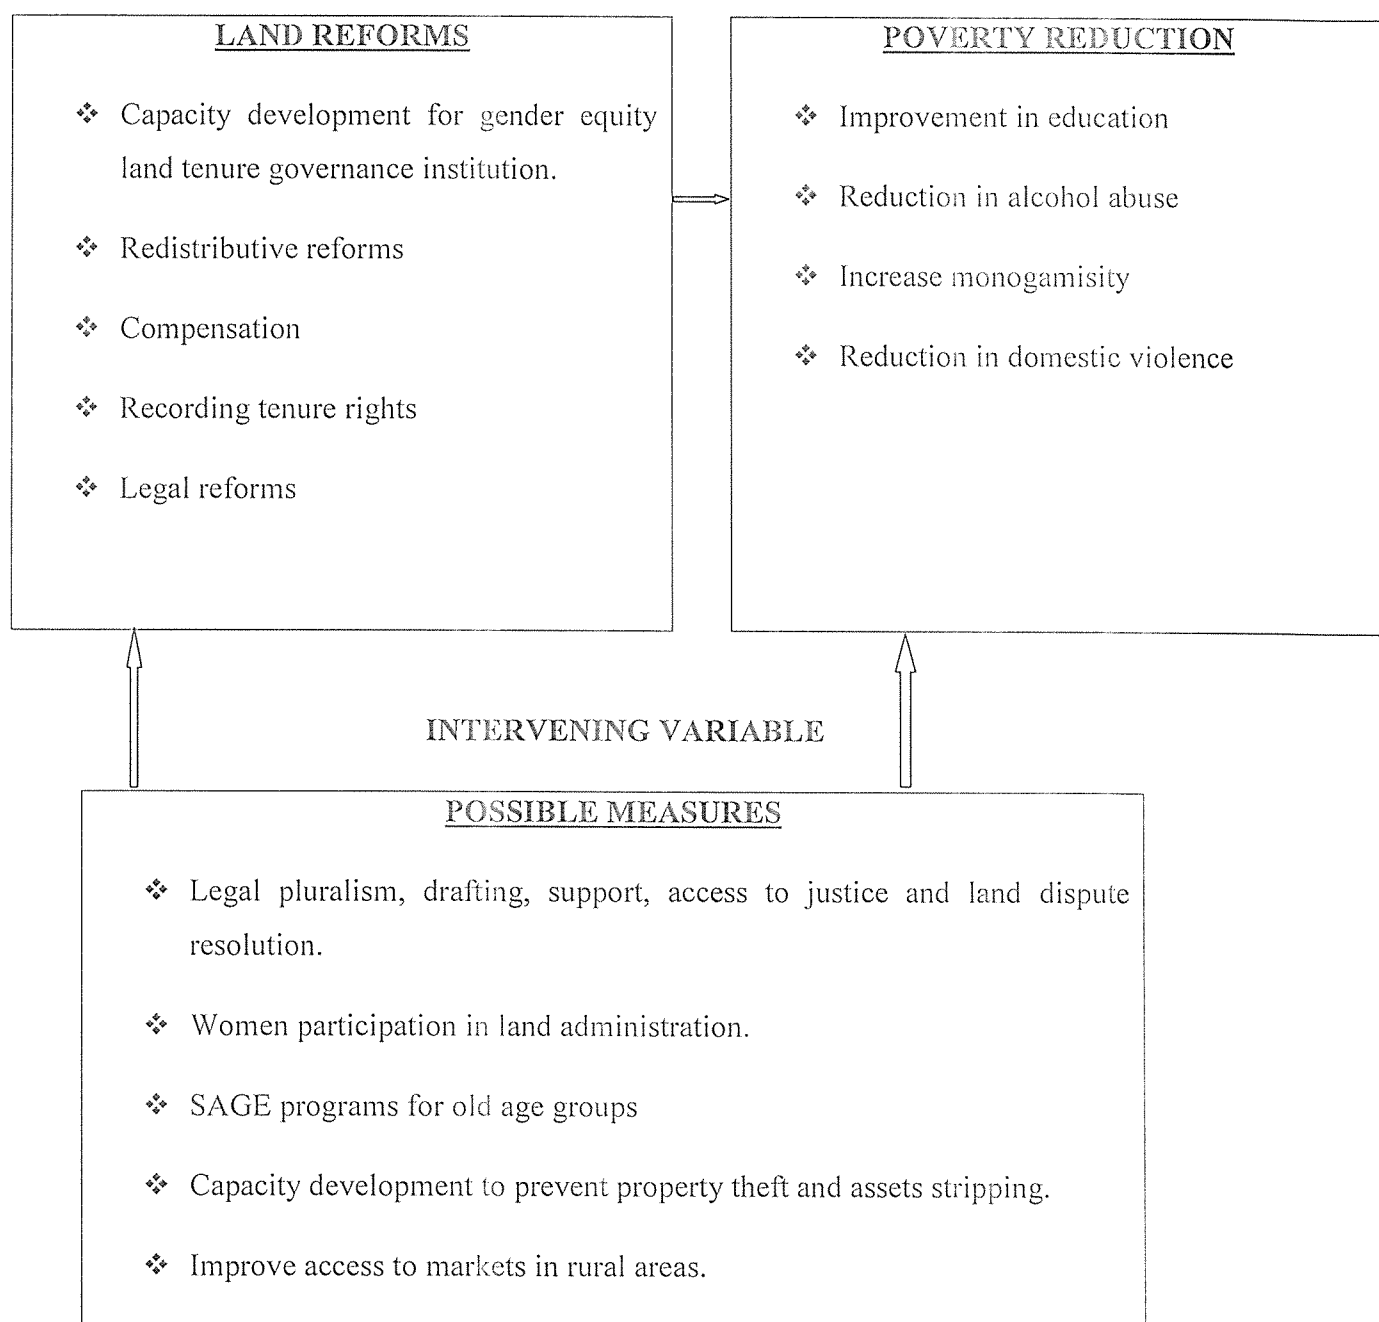 LAND REFORMS
❖ Capacity development for gender equity
land tenure governance institution.
❖ Redistributive reforms
❖ Compensation
❖ Recording tenure rights
❖ Legal reforms
POVERTY REDUCTION
❖ Improvement in education
❖ Reduction in alcohol abuse
❖ Increase monogamisity
❖ Reduction in domestic violence
INTERVENING VARIABLE
POSSIBLE MEASURES
❖ Legal pluralism, drafting, support, access to justice and land dispute
resolution.
❖ Women participation in land administration.
❖ SAGE programs for old age groups
❖ Capacity development to prevent property theft and assets stripping.
❖ Improve access to markets in rural areas.